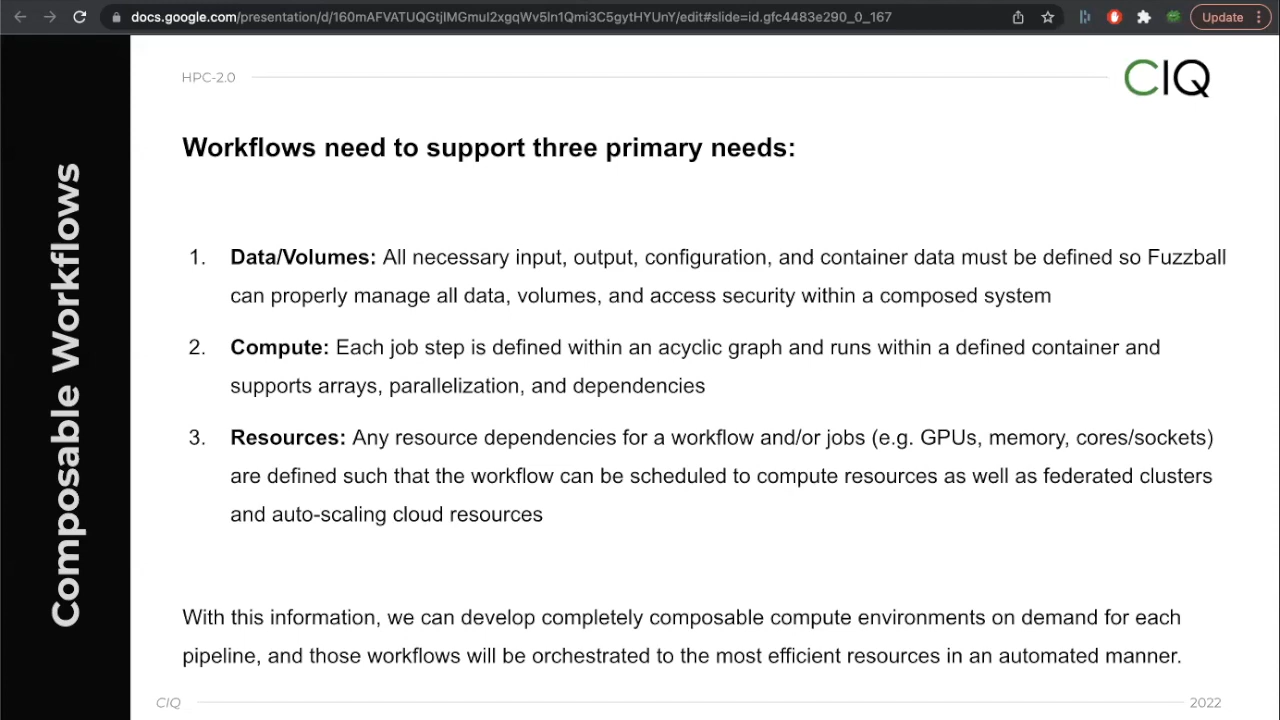 docs.google.com/presentation/d/160mAFVATUQGtjlMGmul2xgqWv5ln1Qmi3C5gytHYUnY/edit#slide=id.gfc4483e290_0_167
Update
HPC-2.0
CIQ
Composable Workflows
Workflows need to support three primary needs:
1. Data/Volumes: All necessary input, output, configuration, and container data must be defined so Fuzzball
can properly manage all data, volumes, and access security within a composed system
2. Compute: Each job step is defined within an acyclic graph and runs within a defined container and
supports arrays, parallelization, and dependencies
3. Resources: Any resource dependencies for a workflow and/or jobs (e.g. GPUs, memory, cores/sockets)
are defined such that the workflow can be scheduled to compute resources as well as federated clusters
and auto-scaling cloud resources
With this information, we can develop completely composable compute environments on demand for each
pipeline, and those workflows will be orchestrated to the most efficient resources in an automated manner.
CIQ
2022